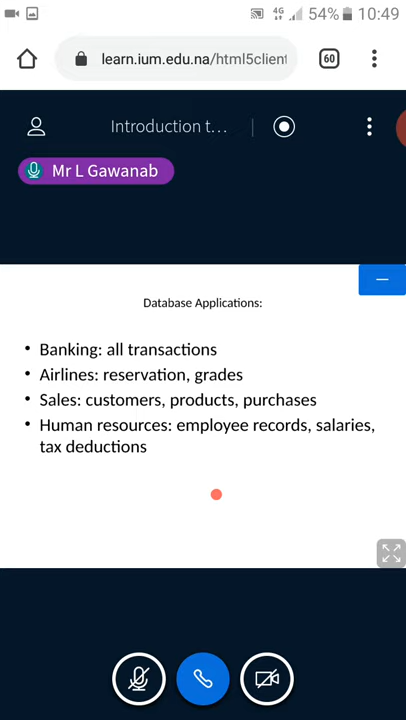 4G 54% 10:49
learn.ium.edu.na/html5client
60
Introduction t...
Mr L Gawanab
Database Applications:
• Banking: all transactions
• Airlines: reservation, grades
• Sales: customers, products, purchases
• Human resources: employee records, salaries,
tax deductions